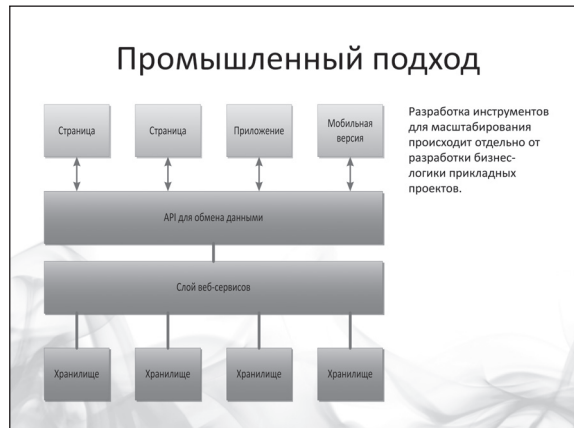 Промышленный подход
Страница
Страница
Приложение
Мобильная
версия
Разработка инструментов
для масштабирования
происходит отдельно от
разработки бизнес-
логики прикладных
проектов.
API для обмена данными
Слой веб-сервисов
Хранилище
Хранилище
Хранилище
Хранилище